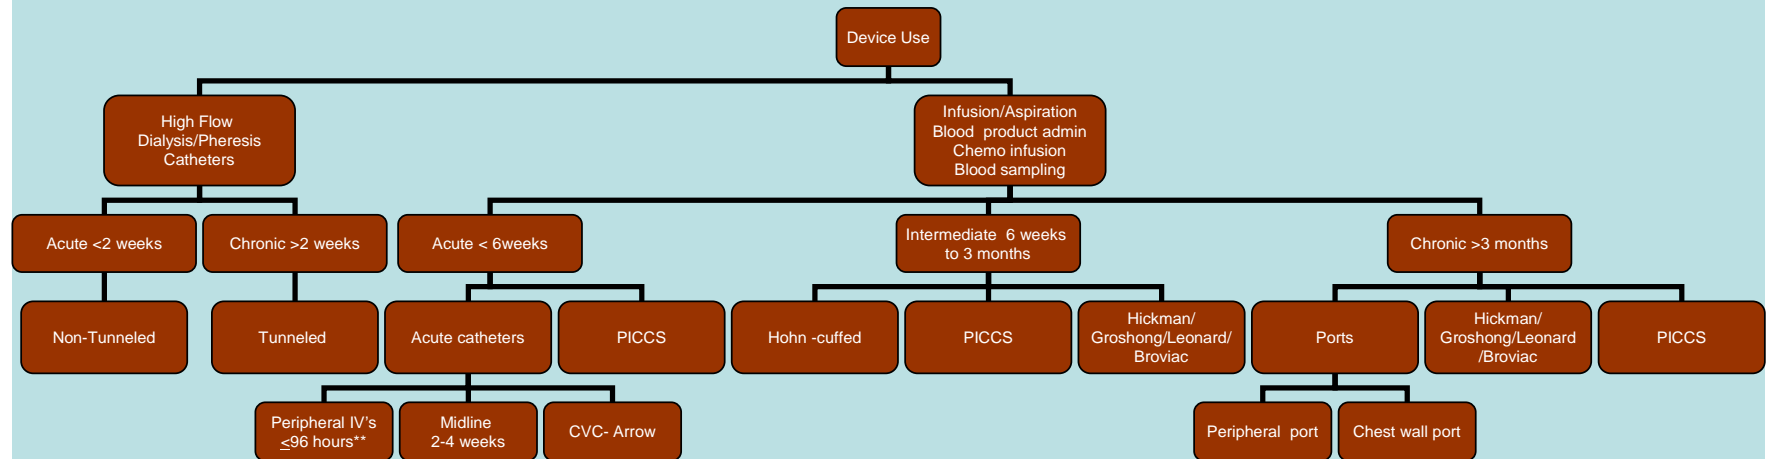 Device Use
High Flow
Dialysis/Pheresis
Catheters
Infusion/Aspiration
Blood product admin
Chemo infusion
Blood sampling
Acute <2 weeks
Chronic >2 weeks
Acute < 6weeks
Intermediate 6 weeks
to 3 months
Chronic >3 months
Non-Tunneled
Tunneled
Acute catheters
PICCS
Hohn -cuffed
PICCS
Hickman/
Groshong/Leonard/
Broviac
Ports
Hickman/
Groshong/Leonard
/Broviac
PICCS
Peripheral IV's
<96 hours**
Midline
2-4 weeks
CVC- Arrow
Peripheral port
Chest wall port